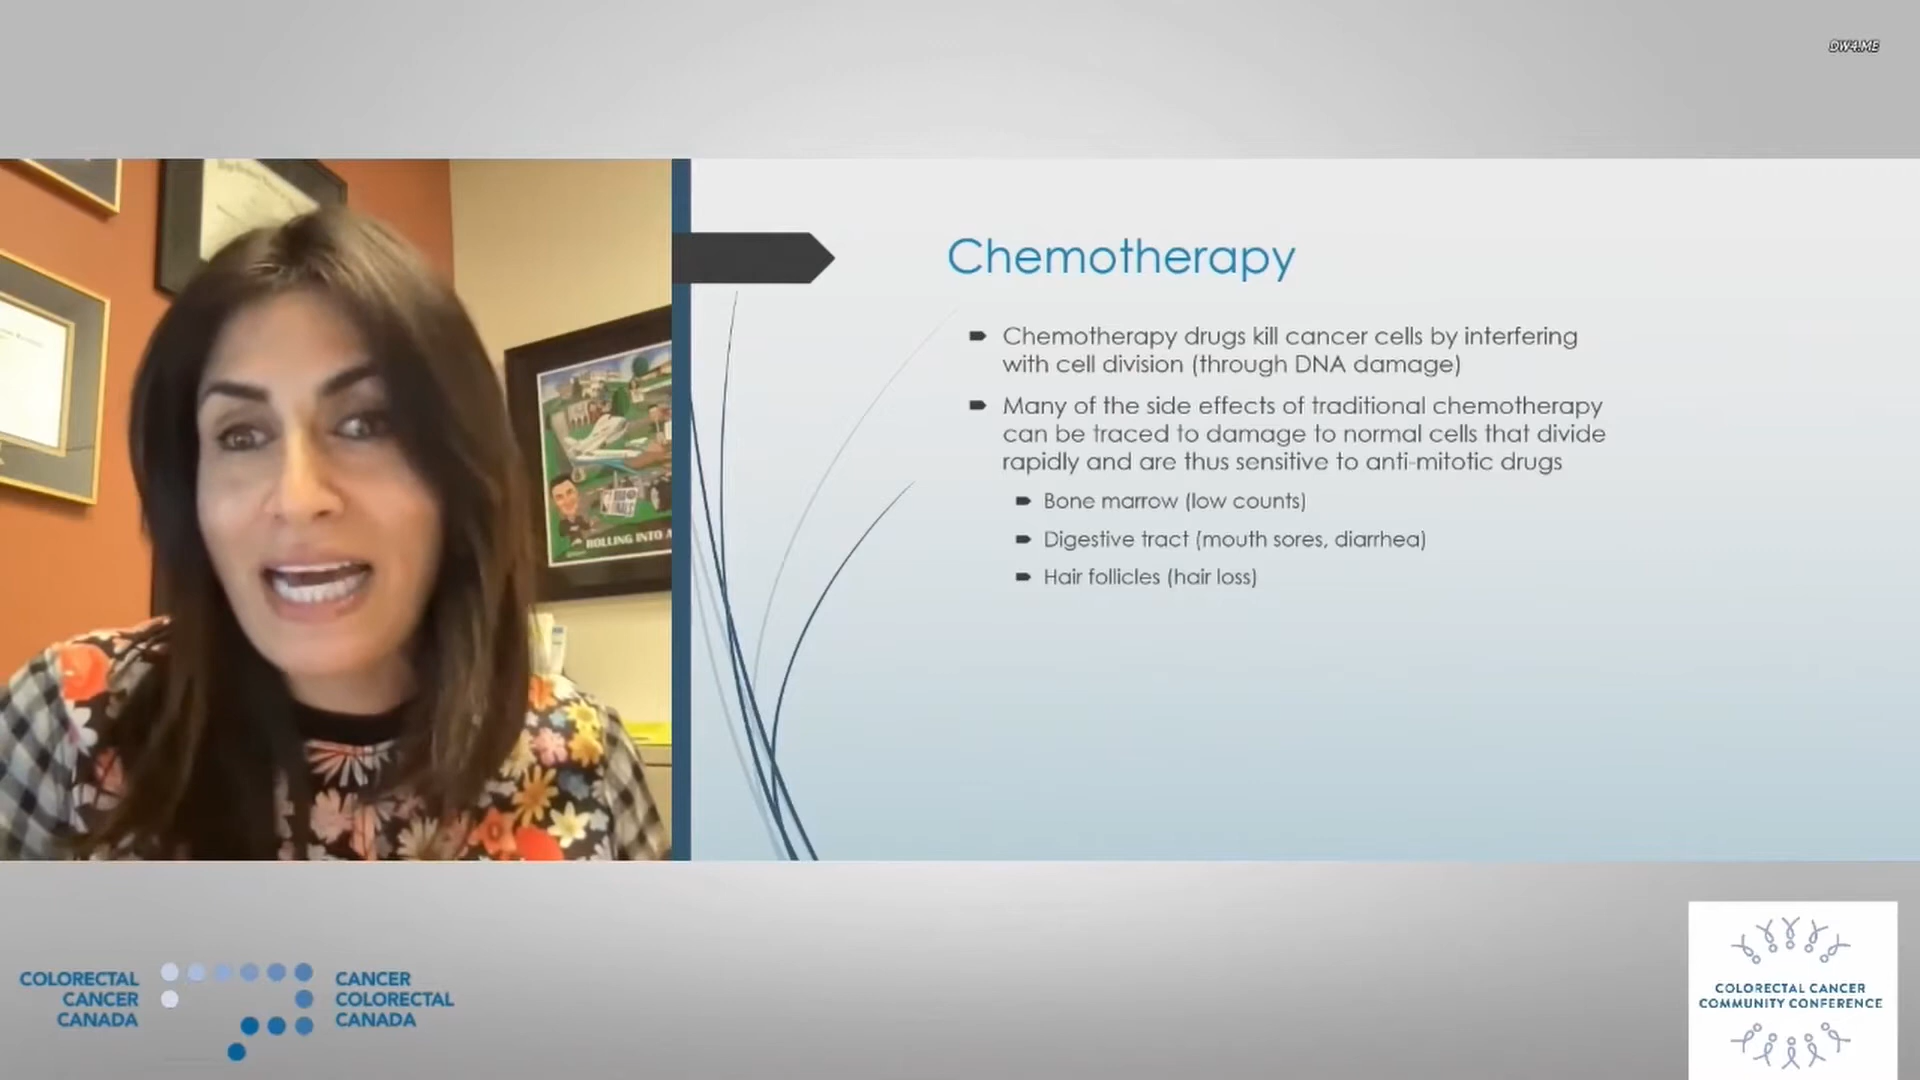 DW4.ME
Chemotherapy
Chemotherapy drugs kill cancer cells by interfering
with cell division (through DNA damage)
Many of the side effects of traditional chemotherapy
can be traced to damage to normal cells that divide
rapidly and are thus sensitive to anti-mitotic drugs
Bone marrow (low counts)
Digestive tract (mouth sores, diarrhea)
Hair follicles (hair loss)
FINALS
ROLLING INTO A
COLORECTAL
CANCER
CANADA
CANCER
COLORECTAL
CANADA
COLORECTAL CANCER
COMMUNITY CONFERENCE